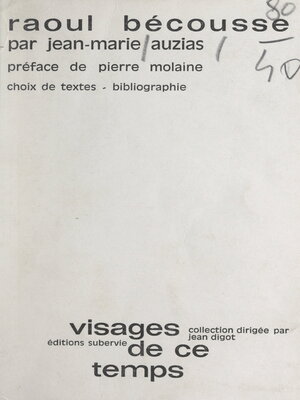 raoul bécousse
par jean-marie auzias
préface de pierre molaine
choix de textes - bibliographie
80
40
visages
collection dirigée par
jean digot
éditions subervie
de ce
temps